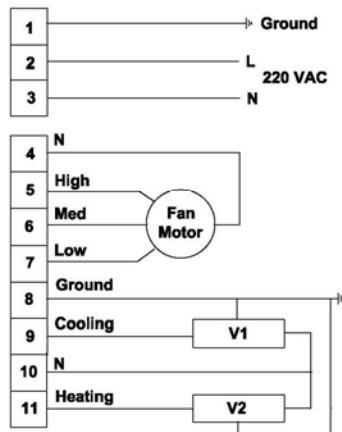 1 Ground
2 L
220 VAC
3 N
4 N
5 High
6 Med
Fan
Motor
7 Low
8 Ground
9 Cooling V1
10 N
11 Heating V2